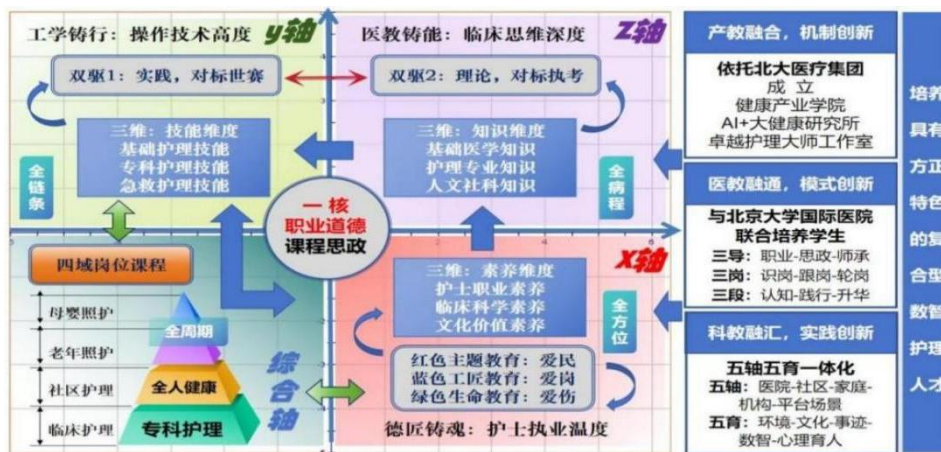 工学铸行：操作技术高度 y轴
双驱1：实践，对标世赛
三维：技能维度
基础护理技能
专科护理技能
急救护理技能
全链条
医教铸能：临床思维深度 Z轴
双驱2：理论，对标执考
三维：知识维度
基础医学知识
护理专业知识
人文社科知识
全病程
一核
职业道德
课程思政
四域岗位课程
母婴照护
老年照护
社区护理
临床护理
全周期
全人健康
专科护理
综合轴
X轴
三维：素养维度
护士职业素养
临床科学素养
文化价值素养
全方位
红色主题教育：爱民
蓝色工匠教育：爱岗
绿色生命教育：爱伤
德匠铸魂：护士执业温度
产教融合，机制创新
依托北大医疗集团
成立
健康产业学院
AI+大健康研究所
卓越护理大师工作室
医教融通，模式创新
与北京大学国际医院
联合培养学生
三导：职业-思政-师承
三岗：识岗-跟岗-轮岗
三段：认知-践行-升华
科教融汇，实践创新
五轴五育一体化
五轴：医院-社区-家庭-
机构-平台场景
五育：环境-文化-事迹-
数智-心理育人
培养
具有
方正
特色
的复
合型
数智
护理
人才